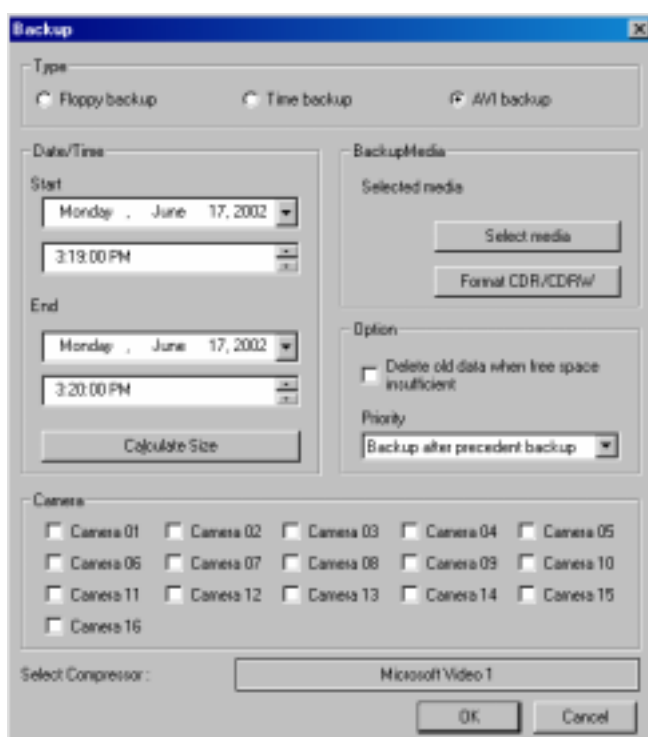 Backup
Type
Floppy backup
Time backup
AVI backup
Date/Time
Start
Monday , June 17, 2002
3:19:00 PM
End
Monday , June 17, 2002
3:20:00 PM
Calculate Size
BackupMedia
Selected media
Select media
Format CDR/CDRW
Option
Delete old data when free space
insufficient
Priority
Backup after precedent backup
Camera
Camera 01 Camera 02 Camera 03 Camera 04 Camera 05
Camera 06 Camera 07 Camera 08 Camera 09 Camera 10
Camera 11 Camera 12 Camera 13 Camera 14 Camera 15
Camera 16
Select Compressor :
Microsoft Video 1
OK
Cancel